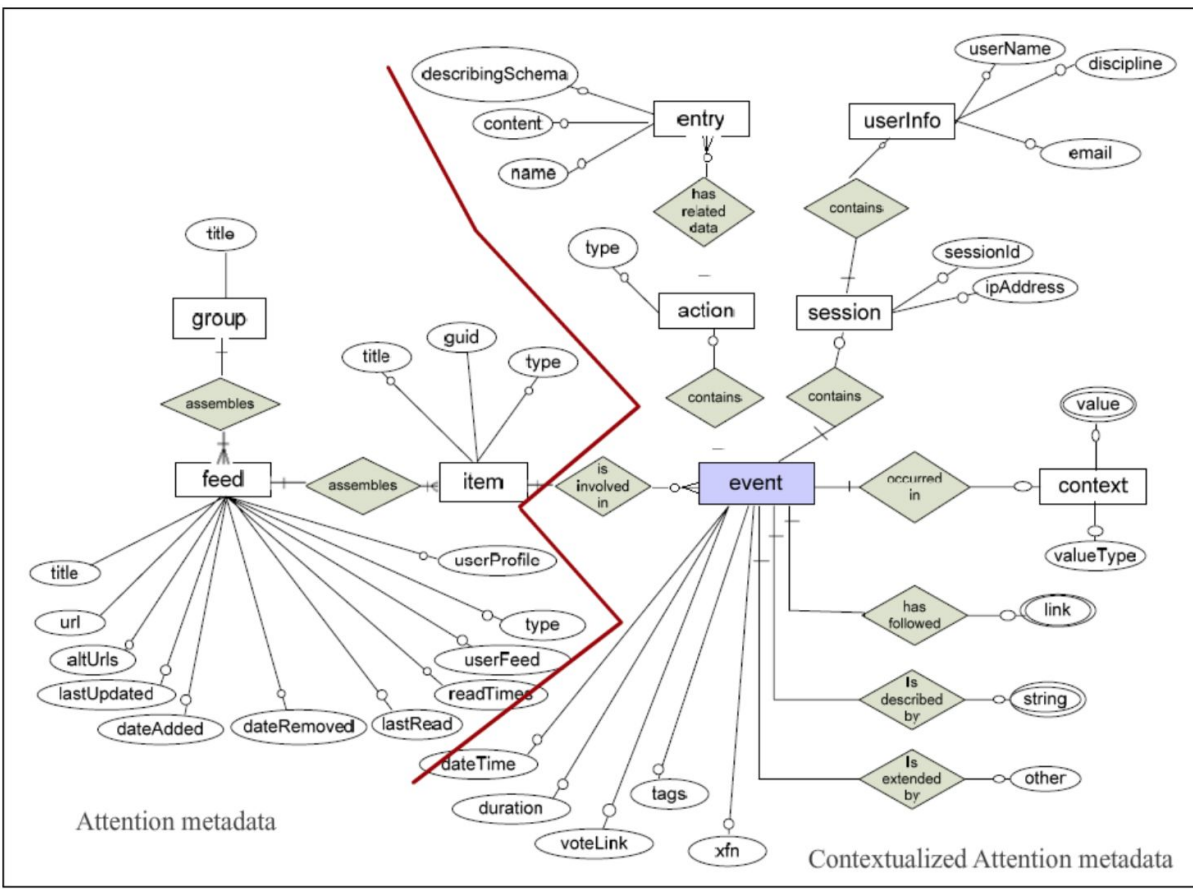 userName
describingSchema
discipline
content
entry
userInfo
email
name
has
related
data
contains
title
type
sessionId
ipAddress
group
action
session
guid
title
type
assembles
contains
contains
value
feed
assembles
item
is
involved
in
event
occurred
in
context
userProfile
valueType
title
url
type
has
followed
link
altUrls
userFeed
lastUpdated
readTimes
Is
described
by
string
dateAdded
dateRemoved
lastRead
dateTime
Is
extended
by
other
duration
tags
voteLink
xfn
Attention metadata
Contextualized Attention metadata